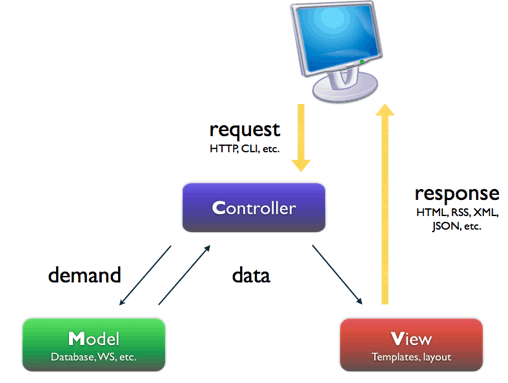 request
HTTP, CLI, etc.
Controller
response
HTML, RSS, XML,
JSON, etc.
demand
data
Model
Database, WS, etc.
View
Templates, layout